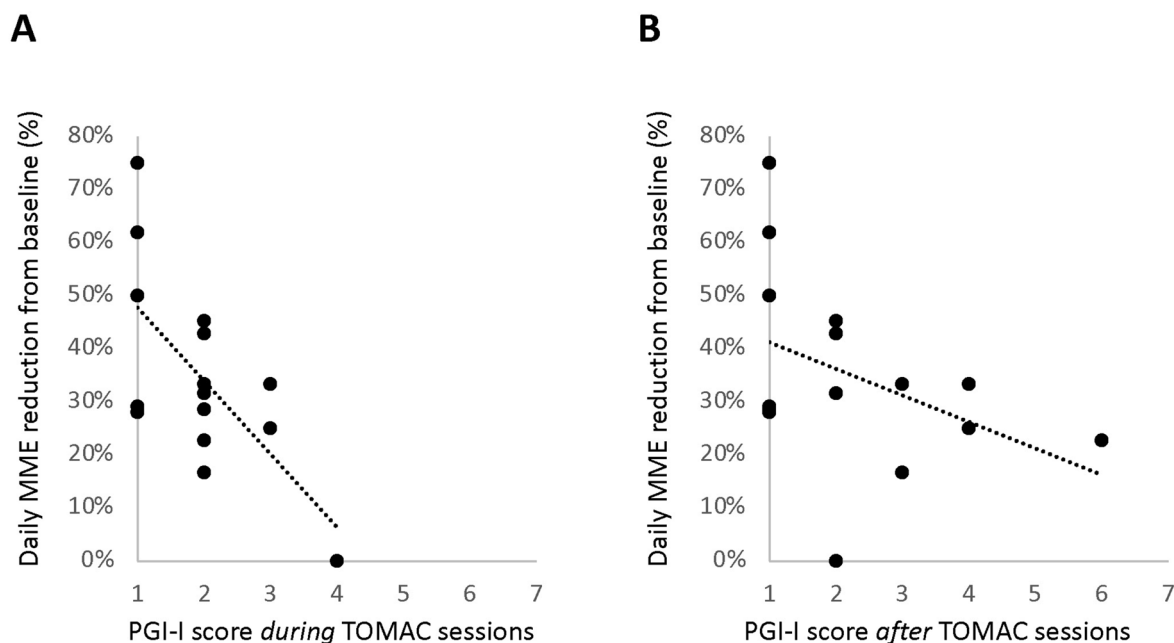 A
Daily MME reduction from baseline (%)
80%
70%
60%
50%
40%
30%
20%
10%
0%
1 2 3 4 5 6 7
PGI-I score during TOMAC sessions
B
Daily MME reduction from baseline (%)
80%
70%
60%
50%
40%
30%
20%
10%
0%
1 2 3 4 5 6 7
PGI-I score after TOMAC sessions